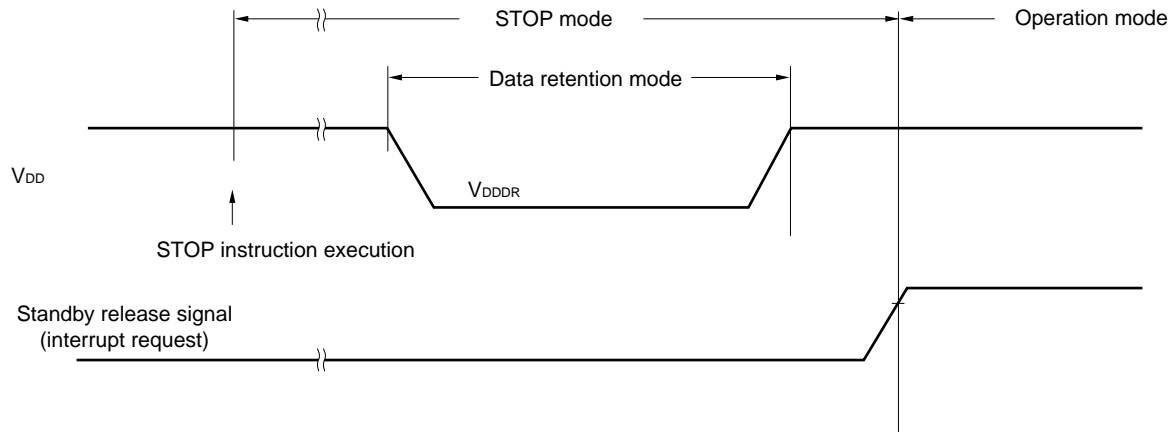 STOP mode
Operation mode
Data retention mode
VDD
VDDDR
STOP instruction execution
Standby release signal
(interrupt request)